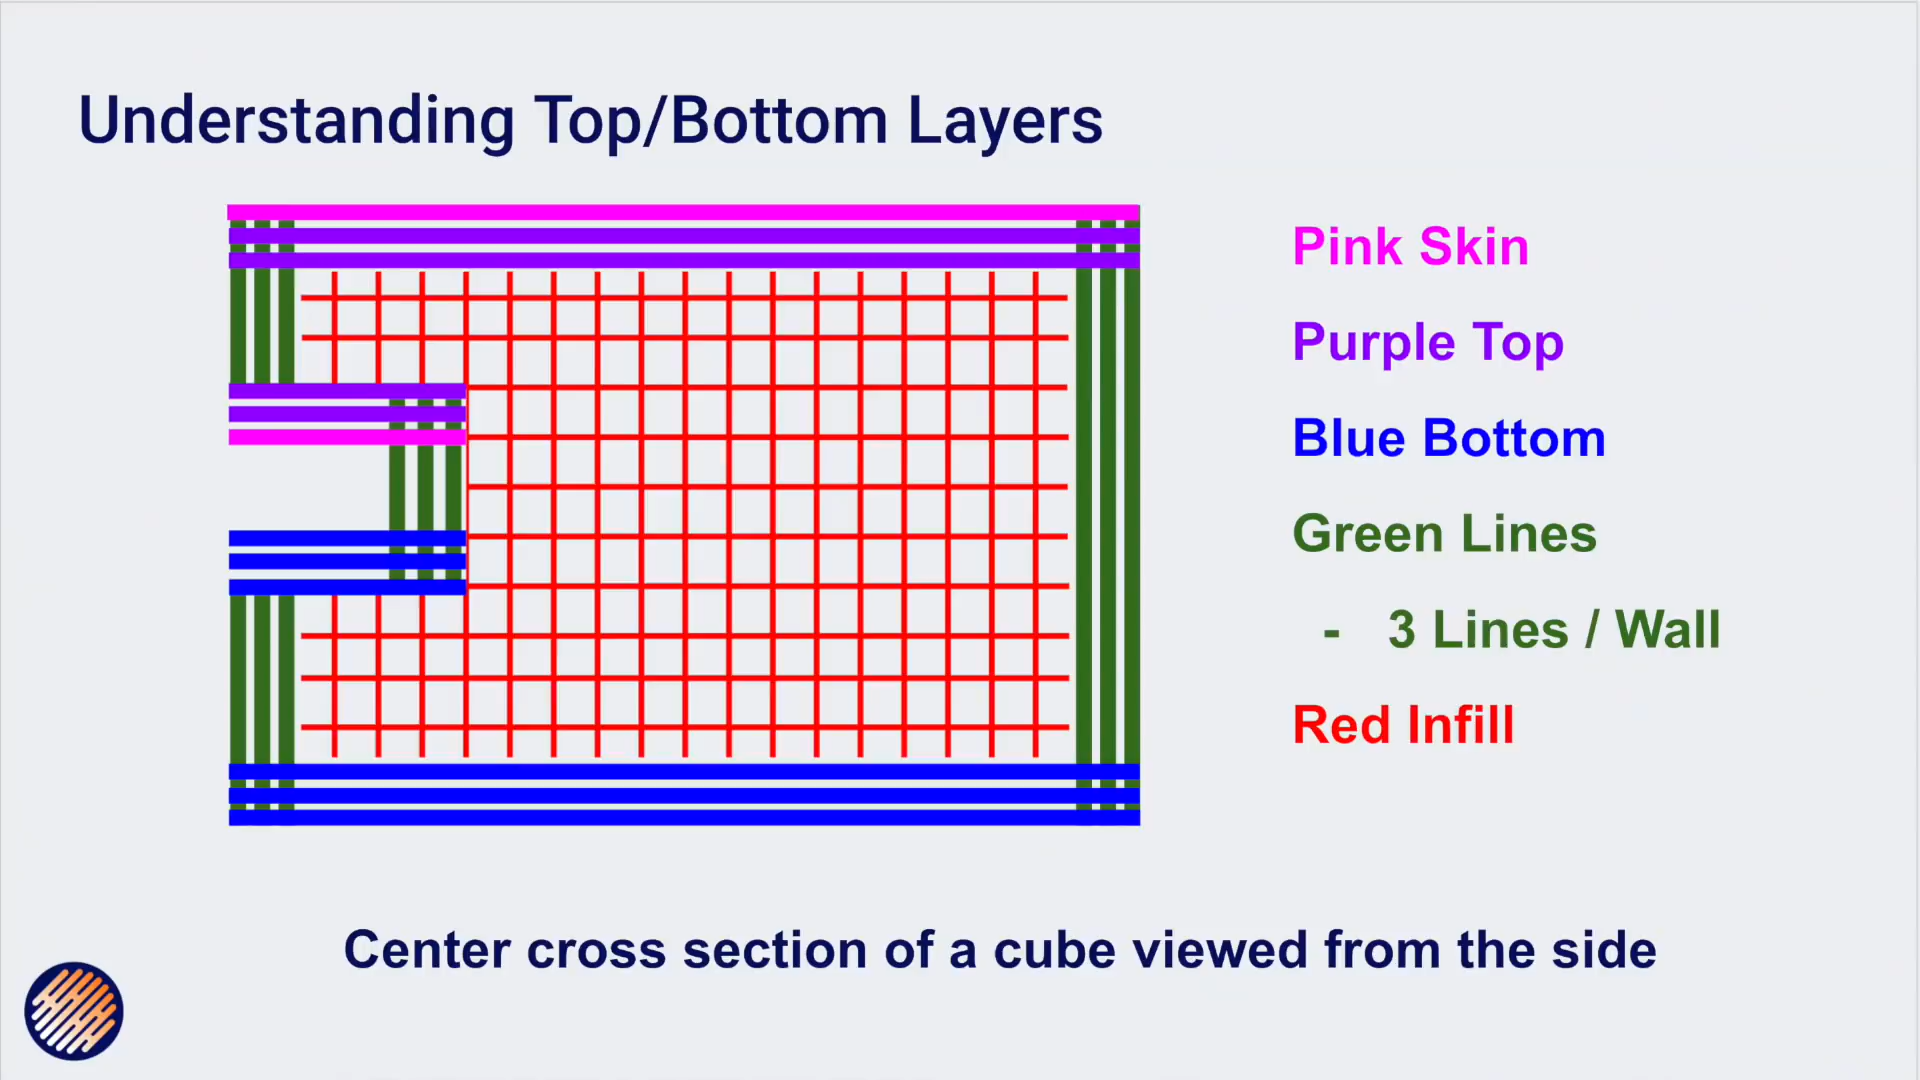 Understanding Top/Bottom Layers
Pink Skin
Purple Top
Blue Bottom
Green Lines
- 3 Lines / Wall
Red Infill
Center cross section of a cube viewed from the side